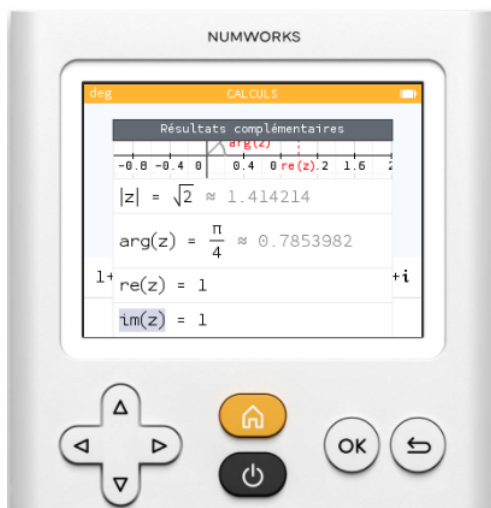 NUMWORKS
deg CALCULS
Résultats complémentaires
arg(z)
-0.8 -0.4 0 0.4 0 re(z).2 1.6 2
|z| = √2 ≈ 1.414214
arg(z) = π/4 ≈ 0.7853982
1+ +i
re(z) = 1
im(z) = 1
OK